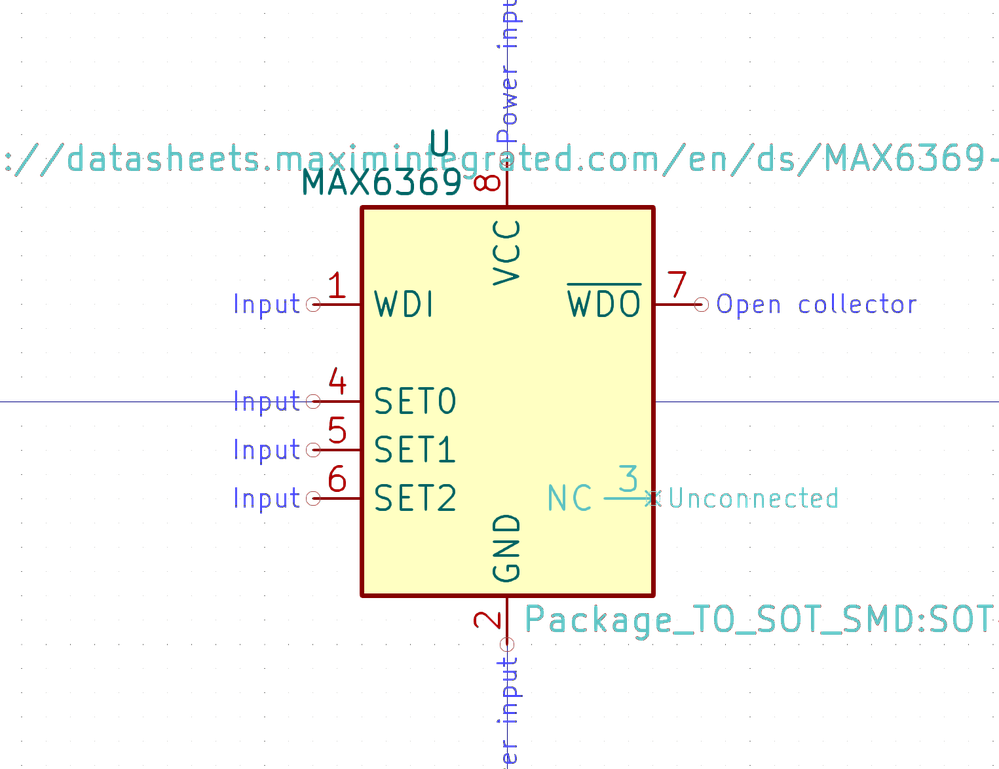 Power input
U
://datasheets.maximintegrated.com/en/ds/MAX6369-
MAX6369
8
VCC
1
Input
WDI
WDO
7
Open collector
4
Input
SET0
5
Input
SET1
6
Input
SET2
3
NC
Unconnected
GND
2
Package_TO_SOT_SMD:SOT
er input